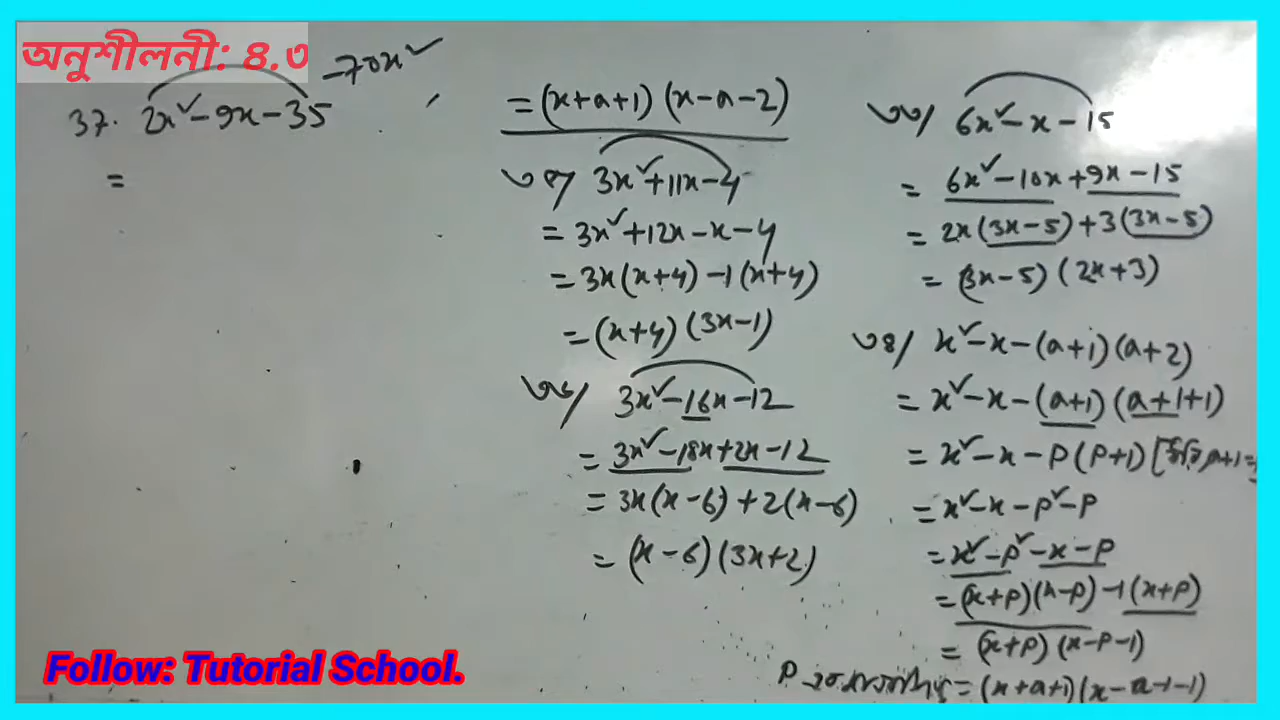 অনুশীলনী: ৪.৩
-70x²
37. 2x²-9x-35
=
=(x+a+1) (x-a-2)
৩৫/ 3x²+11x-4
= 3x²+12x-x-4
= 3x(x+4) -1(x+4)
= (x+4) (3x-1)
৩৬/ 3x²-16x-12
= 3x²-18x+2x-12
= 3x(x-6) +2(x-6)
= (x-6) (3x+2)
৩৩/ 6x²-x-15
= 6x²-10x+9x-15
= 2x(3x-5) +3(3x-5)
= (3x-5) (2x+3)
৩৪/ x²-x-(a+1)(a+2)
= x²-x-(a+1) (a+1+1)
= x²-x-P(P+1) [ধরি, a+1=
= x²-x-p²-p
= x²-p²-x-p
= (x+p)(x-p)-1(x+p)
= (x+p) (x-p-1)
P = (x+a+1)(x-a-1-1)
Follow: Tutorial School.